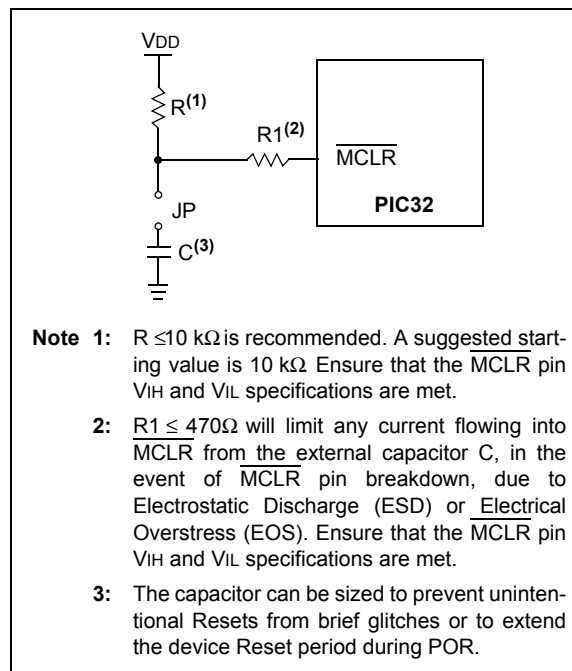 VDD
R(1)
R1(2)
MCLR
JP
PIC32
C(3)
Note 1: R ≤10 kΩ is recommended. A suggested start-
ing value is 10 kΩ. Ensure that the MCLR pin
VIH and VIL specifications are met.
2: R1 ≤ 470Ω will limit any current flowing into
MCLR from the external capacitor C, in the
event of MCLR pin breakdown, due to
Electrostatic Discharge (ESD) or Electrical
Overstress (EOS). Ensure that the MCLR pin
VIH and VIL specifications are met.
3: The capacitor can be sized to prevent uninten-
tional Resets from brief glitches or to extend
the device Reset period during POR.